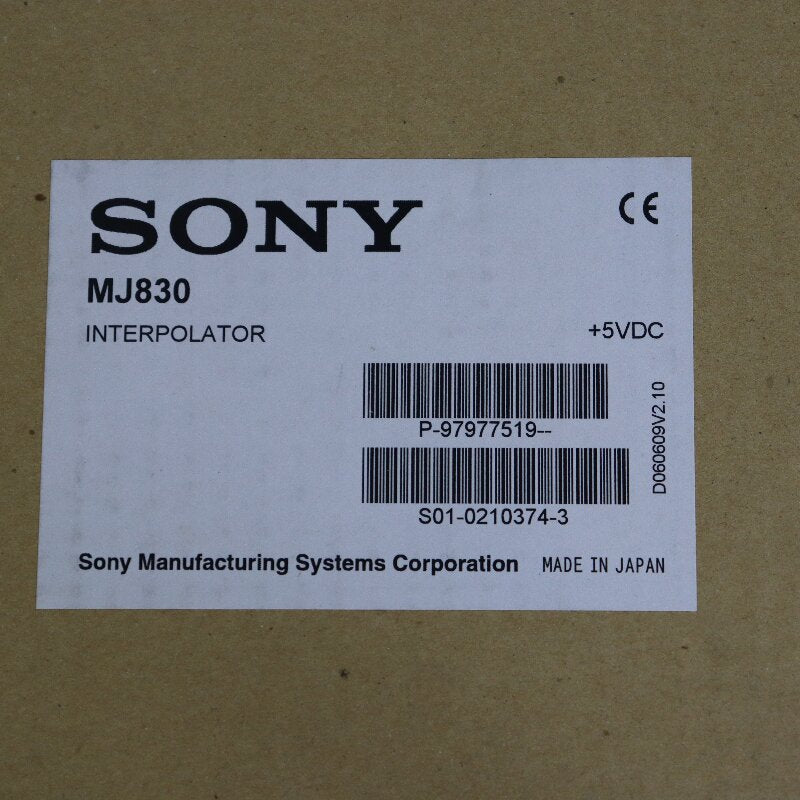 SONY
CE
MJ830
INTERPOLATOR
+5VDC
P-97977519--
S01-0210374-3
D060609V2.10
Sony Manufacturing Systems Corporation
MADE IN JAPAN